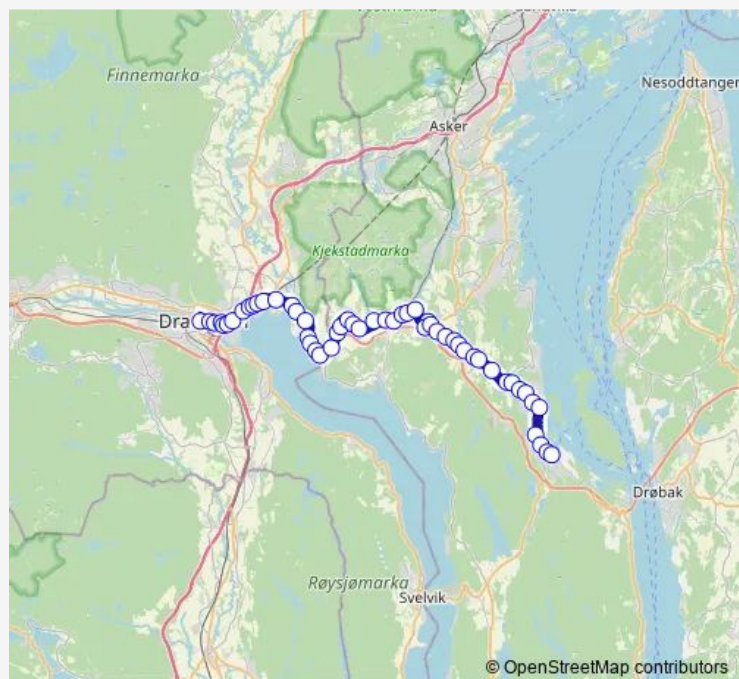 Finnemarka
Nesoddtangen
Asker
Kjekstadmarka
Dra
Drøbak
Røysjømarka
Svelvik
© OpenStreetMap contributors